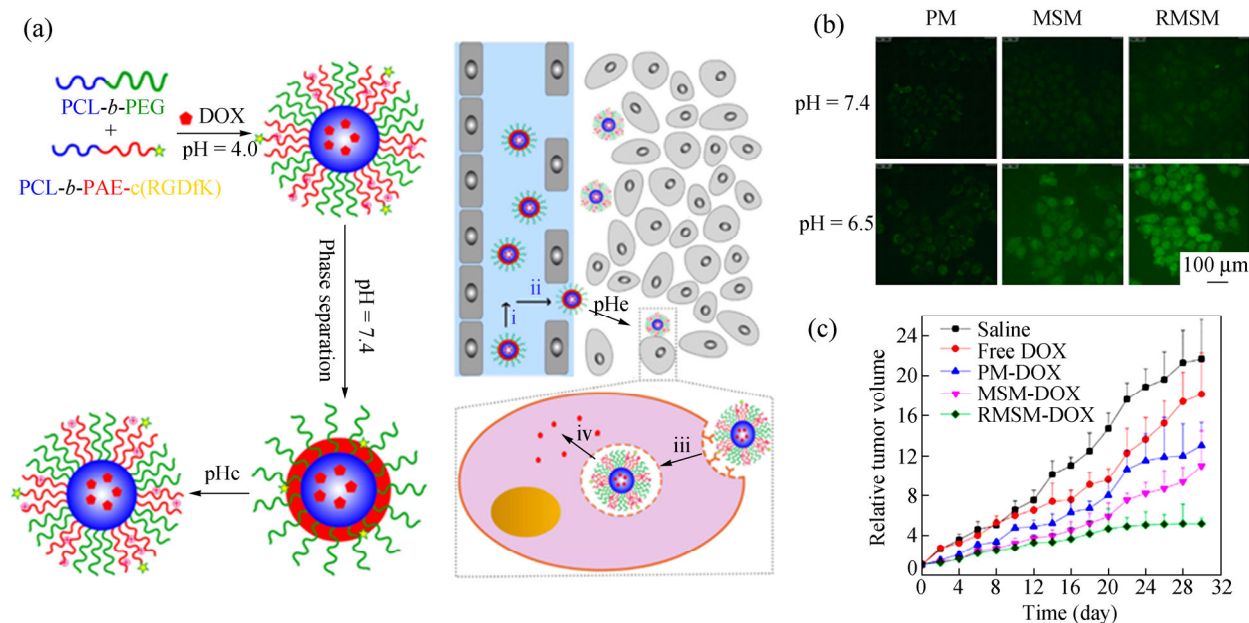 (a)
PCL-b-PEG
+
PCL-b-PAE-c(RGDfK)
DOX
pH = 4.0
pH = 7.4
Phase separation
pHc
i
ii
pHe
iii
iv
(b)
PM MSM RMSM
pH = 7.4
pH = 6.5
100 μm
(c)
Relative tumor volume
24
20
16
12
8
4
0
Saline
Free DOX
PM-DOX
MSM-DOX
RMSM-DOX
0 4 8 12 16 20 24 28 32
Time (day)